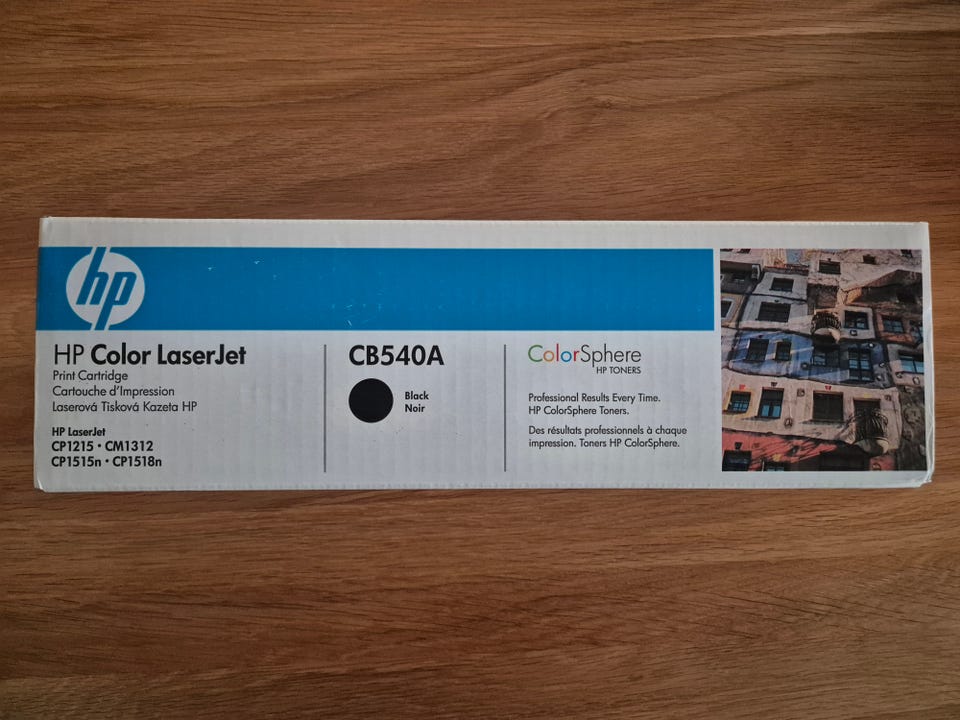 hp
HP Color LaserJet
Print Cartridge
Cartouche d'Impression
Laserová Tisková Kazeta HP
HP LaserJet
CP1215 • CM1312
CP1515n • CP1518n
CB540A
Black
Noir
ColorSphere
HP TONERS
Professional Results Every Time.
HP ColorSphere Toners.
Des résultats professionnels à chaque
impression. Toners HP ColorSphere.